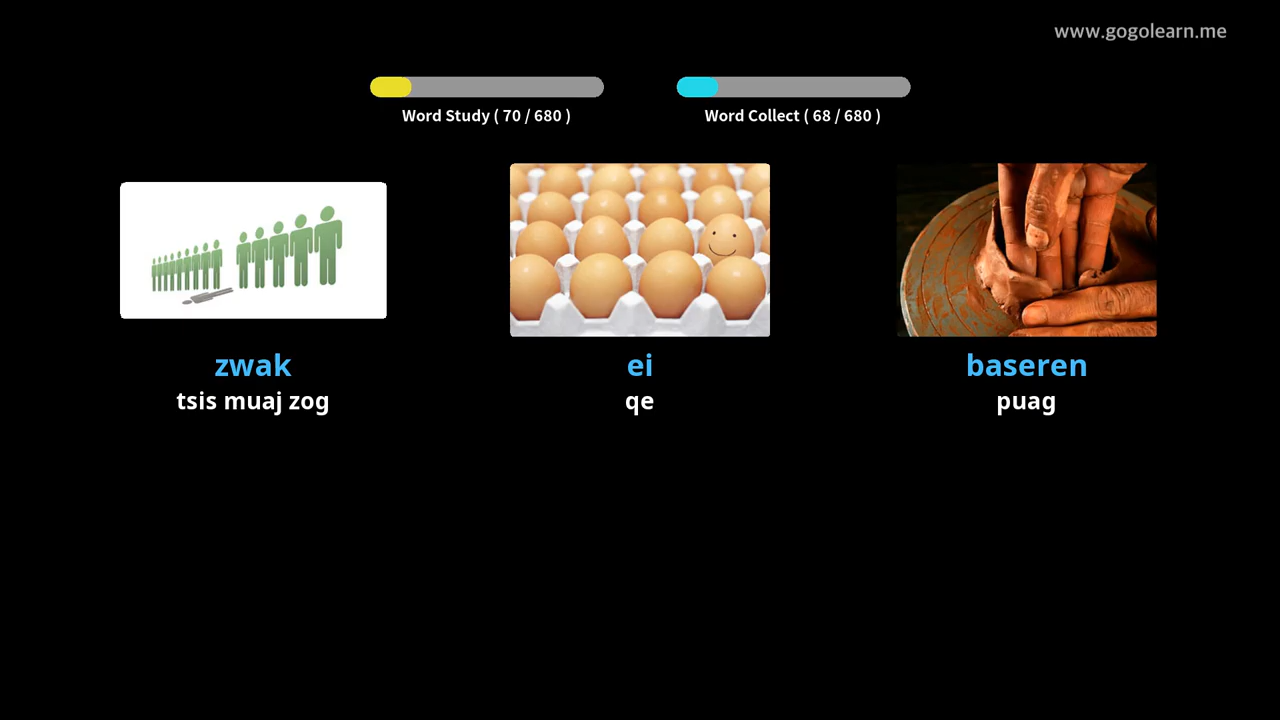 www.gogolearn.me
Word Study ( 70 / 680 )
Word Collect ( 68 / 680 )
zwak
tsis muaj zog
ei
qe
baseren
puag